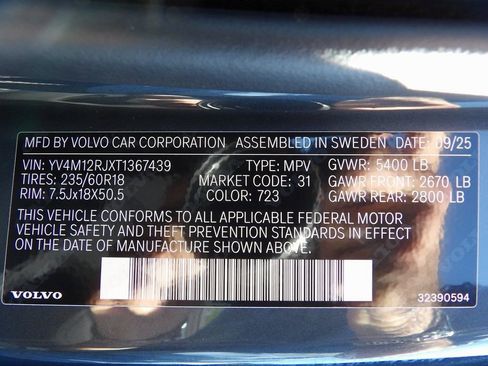 MFD BY VOLVO CAR CORPORATION ASSEMBLED IN SWEDEN DATE: 09/25
VIN: YV4M12RJXT1367439 TYPE: MPV GVWR: 5400 LB
TIRES: 235/60R18 MARKET CODE: 31 GAWR FRONT: 2670 LB
RIM: 7.5Jx18X50.5 COLOR: 723 GAWR REAR: 2800 LB
THIS VEHICLE CONFORMS TO ALL APPLICABLE FEDERAL MOTOR
VEHICLE SAFETY AND THEFT PREVENTION STANDARDS IN EFFECT
ON THE DATE OF MANUFACTURE SHOWN ABOVE.
VOLVO 32390594